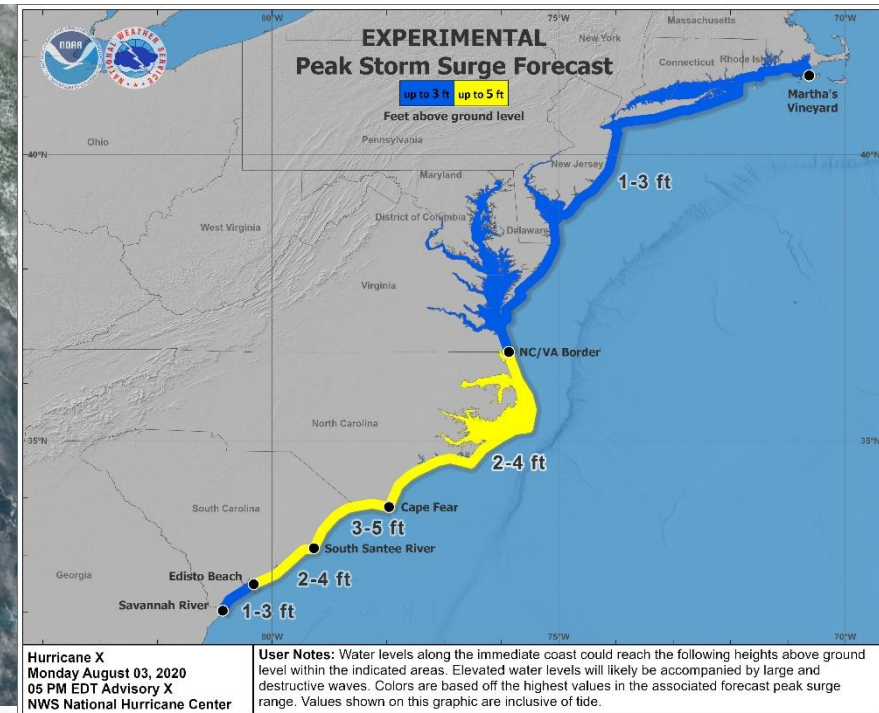 EXPERIMENTAL
Peak Storm Surge Forecast
up to 3 ft up to 5 ft
Feet above ground level
NOAA
NATIONAL WEATHER SERVICE
80°W
75°W
70°W
Massachusetts
New York
Connecticut
Rhode Island
Martha's
Vineyard
Ohio
Pennsylvania
40°N
40°N
New Jersey
1-3 ft
Maryland
District of Columbia
West Virginia
Delaware
Virginia
NC/VA Border
North Carolina
35°N
35°N
2-4 ft
South Carolina
Cape Fear
3-5 ft
South Santee River
Georgia
Edisto Beach
2-4 ft
Savannah River
1-3 ft
80°W
75°W
70°W
Hurricane X
Monday August 03, 2020
05 PM EDT Advisory X
NWS National Hurricane Center
User Notes: Water levels along the immediate coast could reach the following heights above ground
level within the indicated areas. Elevated water levels will likely be accompanied by large and
destructive waves. Colors are based off the highest values in the associated forecast peak surge
range. Values shown on this graphic are inclusive of tide.